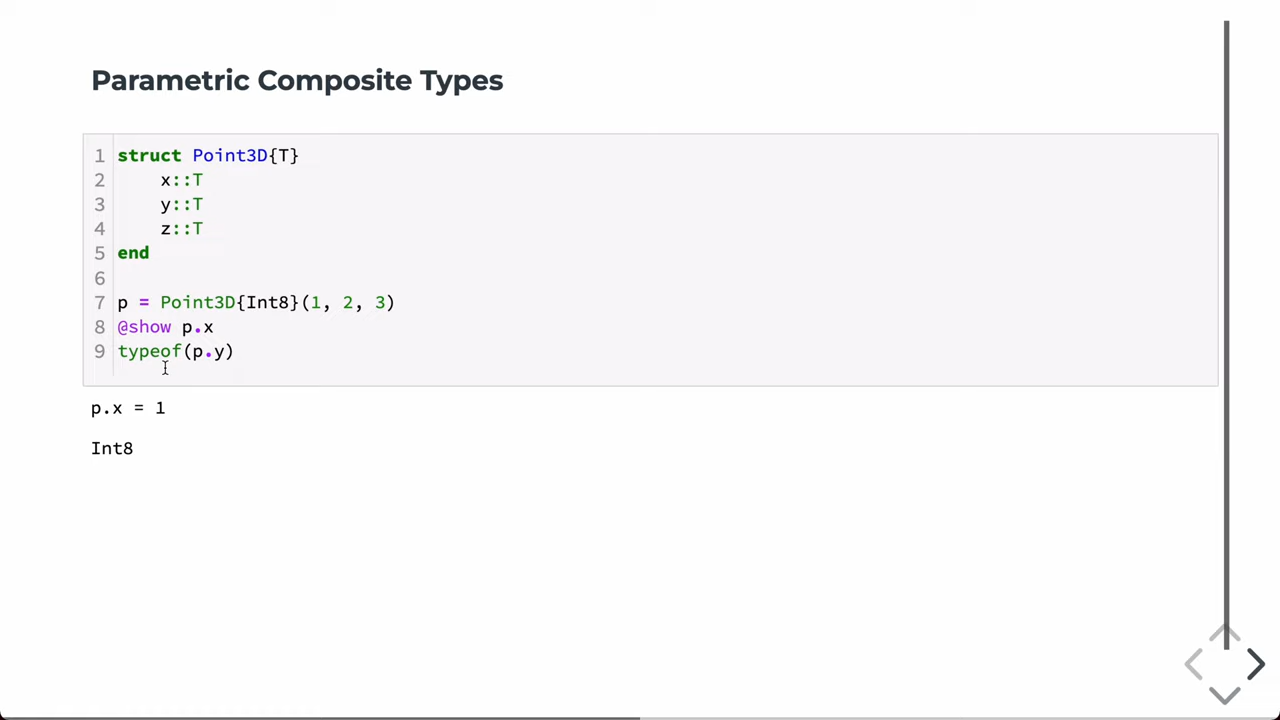 Parametric Composite Types
1 struct Point3D{T}
2     x::T
3     y::T
4     z::T
5 end
6
7 p = Point3D{Int8}(1, 2, 3)
8 @show p.x
9 typeof(p.y)
p.x = 1
Int8